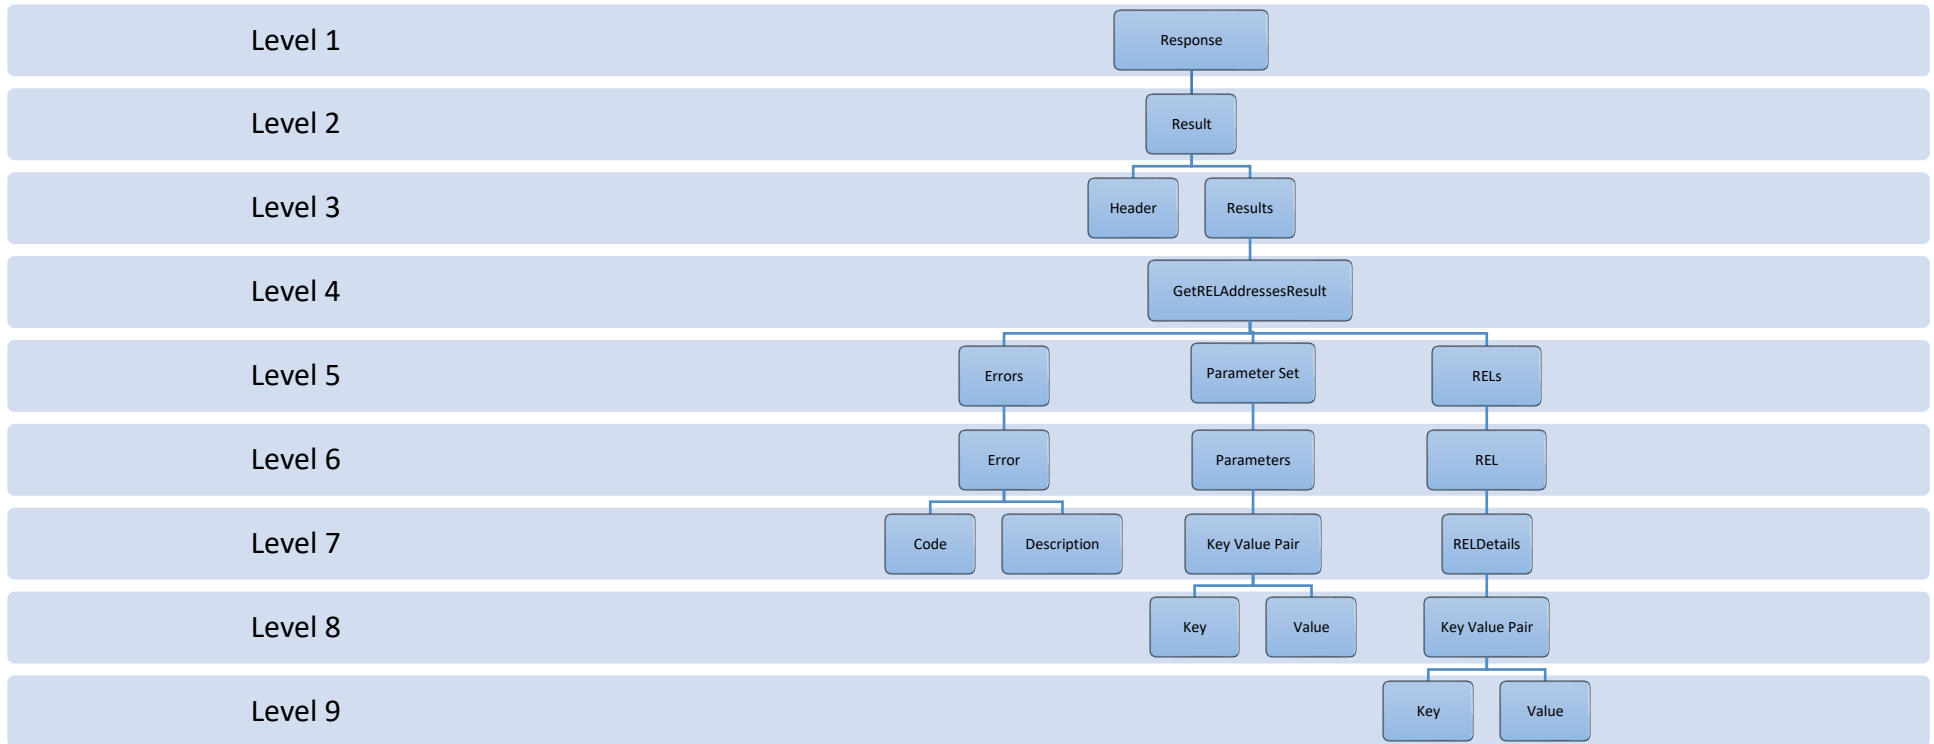 Level 1
Response
Level 2
Result
Level 3
Header
Results
Level 4
GetRELAddressesResult
Level 5
Errors
Parameter Set
RELs
Level 6
Error
Parameters
REL
Level 7
Code
Description
Key Value Pair
RELDetails
Level 8
Key
Value
Key Value Pair
Level 9
Key
Value